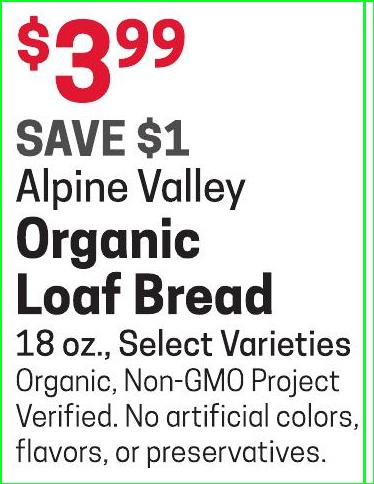 $3.99
SAVE $1
Alpine Valley
Organic
Loaf Bread
18 oz., Select Varieties
Organic, Non-GMO Project
Verified. No artificial colors,
flavors, or preservatives.